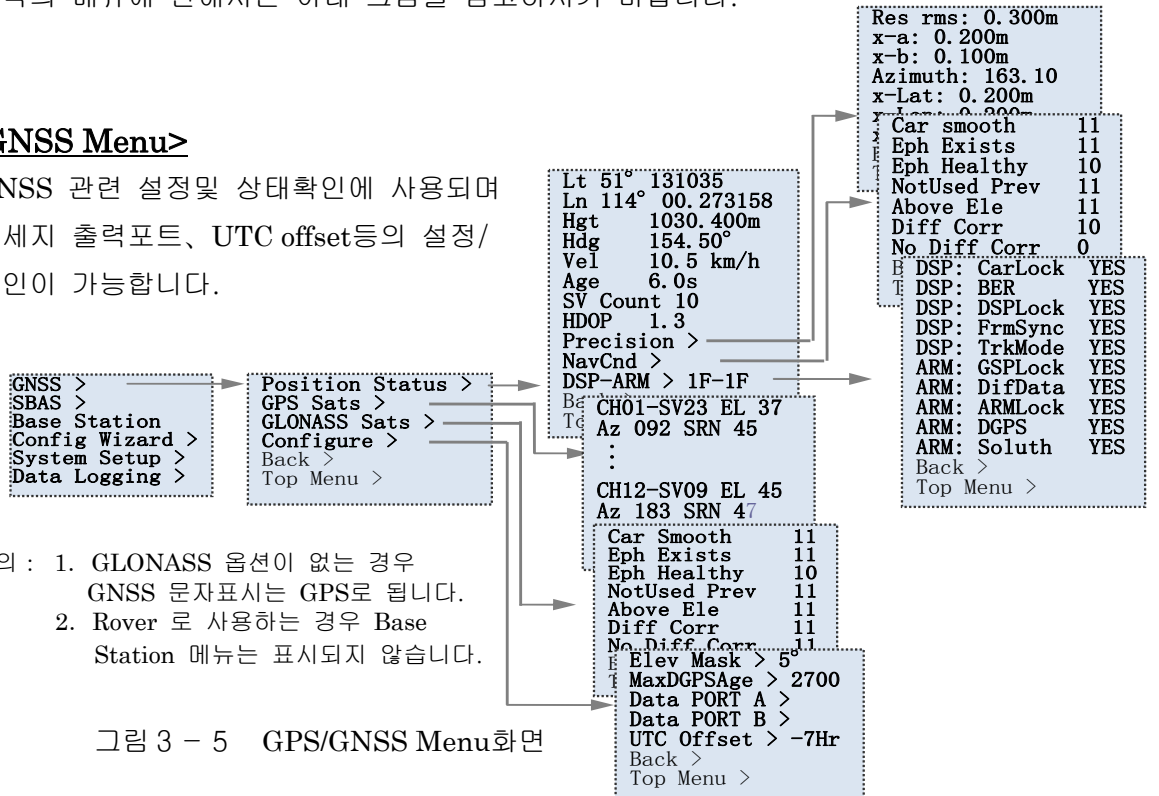 Res rms: 0.300m
x-a: 0.200m
x-b: 0.100m
Azimuth: 163.10
x-Lat: 0.200m
GNSS Menu>
GNSS 관련 설정및 상태확인에 사용되며
세지 출력포트、UTC offset등의 설정/
인이 가능합니다.
Lt 51° 131035
Ln 114° 00.273158
Hgt 1030.400m
Hdg 154.50°
Vel 10.5 km/h
Age 6.0s
SV Count 10
HDOP 1.3
Precision >
NavCnd >
DSP-ARM > 1F-1F
Car smooth 11
Eph Exists 11
Eph Healthy 10
NotUsed Prev 11
Above Ele 11
Diff Corr 10
No Diff Corr 0
DSP: CarLock YES
DSP: BER YES
DSP: DSPLock YES
DSP: FrmSync YES
DSP: TrkMode YES
ARM: GSPLock YES
ARM: DifData YES
ARM: ARMLock YES
ARM: DGPS YES
ARM: Soluth YES
Back >
Top Menu >
GNSS >
SBAS >
Base Station
Config Wizard >
System Setup >
Data Logging >
Position Status >
GPS Sats >
GLONASS Sats >
Configure >
Back >
Top Menu >
CH01-SV23 EL 37
Az 092 SRN 45
:
CH12-SV09 EL 45
Az 183 SRN 47
Car Smooth 11
Eph Exists 11
Eph Healthy 10
NotUsed Prev 11
Above Ele 11
Diff Corr 11
No Diff Corr 11
Elev Mask > 5°
MaxDGPSAge > 2700
Data PORT A >
Data PORT B >
UTC Offset > -7Hr
Back >
Top Menu >
의 : 1. GLONASS 옵션이 없는 경우
GNSS 문자표시는 GPS로 됩니다.
2. Rover 로 사용하는 경우 Base
Station 메뉴는 표시되지 않습니다.
그림 3 - 5 GPS/GNSS Menu화면